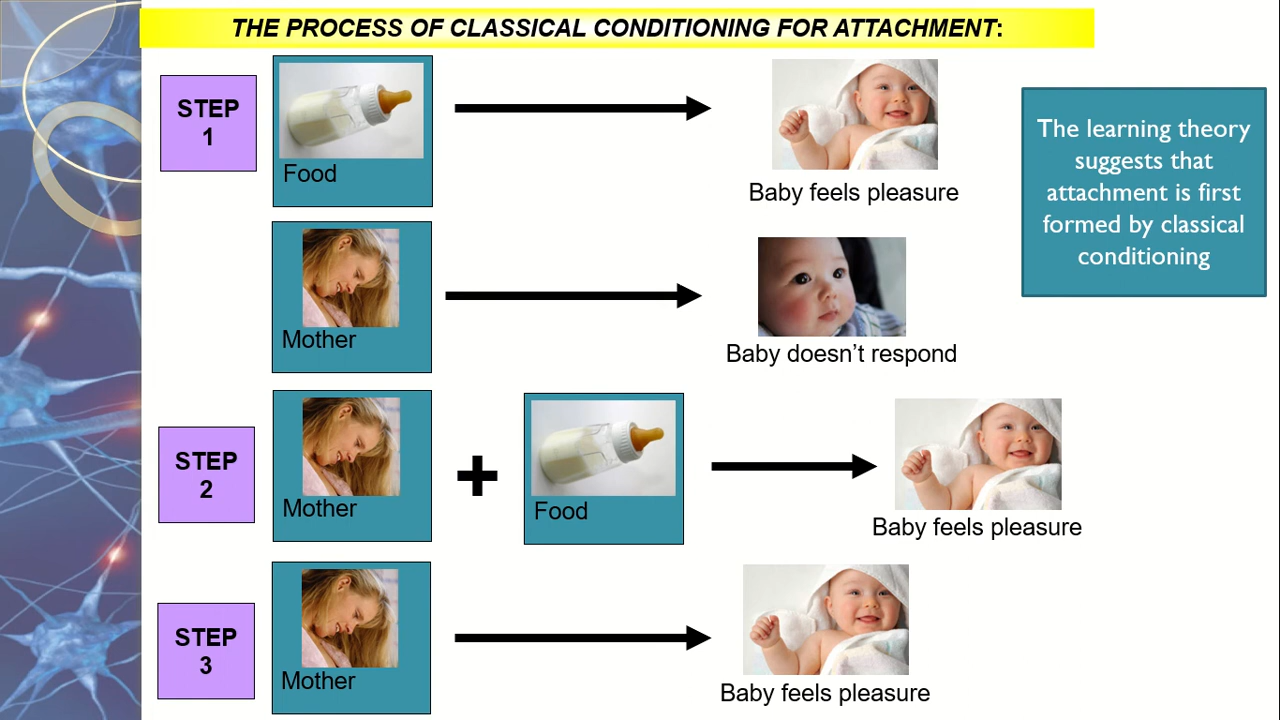 THE PROCESS OF CLASSICAL CONDITIONING FOR ATTACHMENT:
STEP
1
Food
Baby feels pleasure
The learning theory
suggests that
attachment is first
formed by classical
conditioning
Mother
Baby doesn’t respond
STEP
2
Mother
+
Food
Baby feels pleasure
STEP
3
Mother
Baby feels pleasure